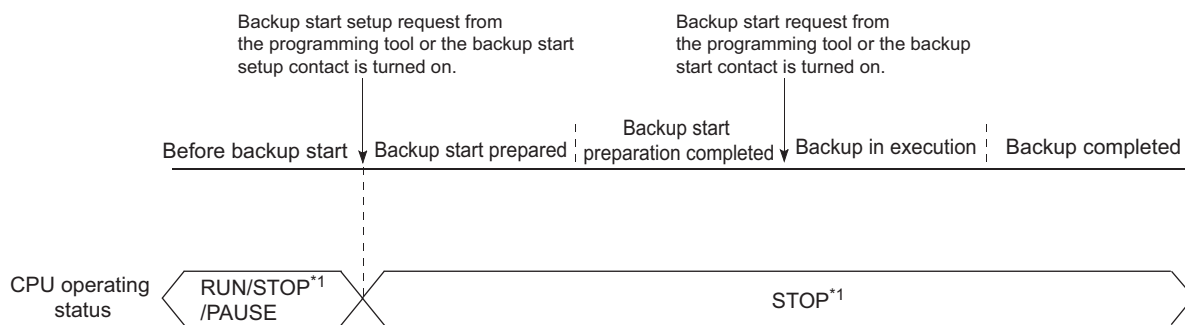 Backup start setup request from
the programming tool or the backup start
setup contact is turned on.
Backup start request from
the programming tool or the backup
start contact is turned on.
Before backup start
Backup start prepared
Backup start
preparation completed
Backup in execution
Backup completed
CPU operating
status
RUN/STOP*1
/PAUSE
STOP*1